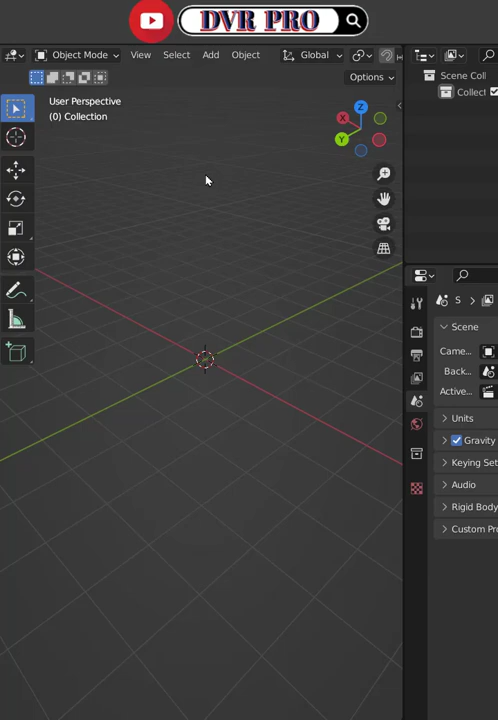 DVR PRO
Object Mode View Select Add Object Global
Options
User Perspective
(0) Collection
Z
X
Y
Scene Coll
Collect
S
Scene
Came...
Back...
Active...
Units
Gravity
Keying Set
Audio
Rigid Body
Custom Pro